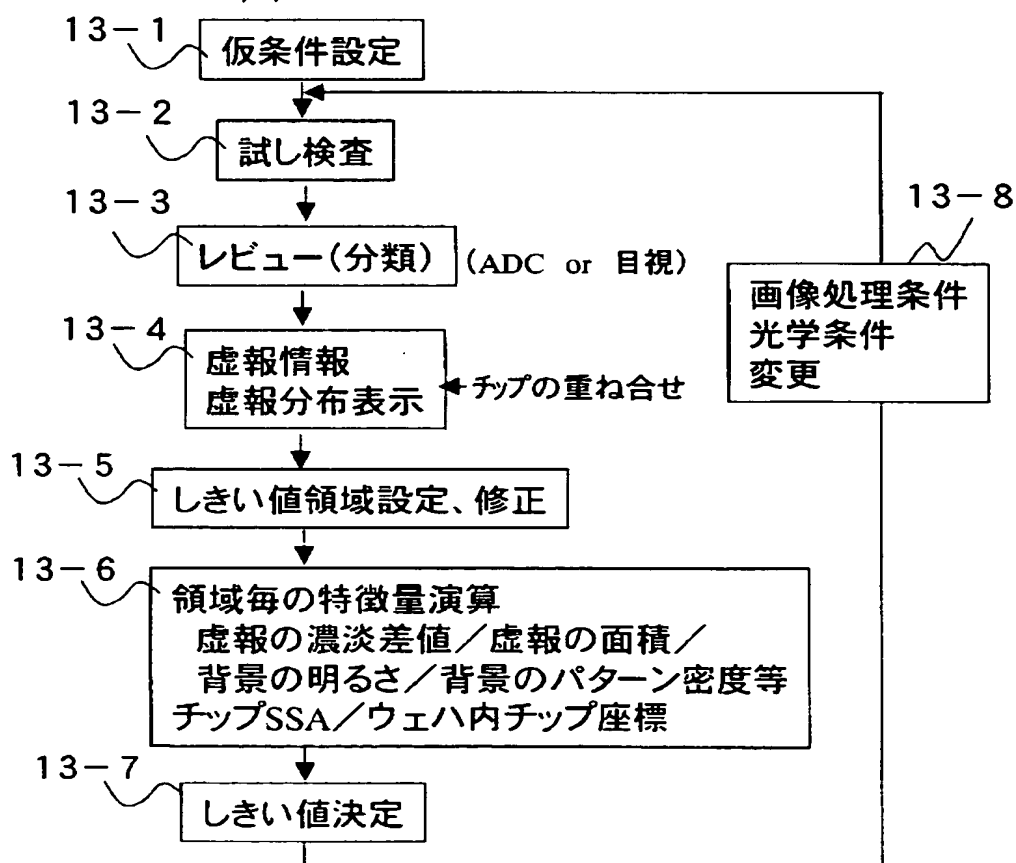 13-1
仮条件設定
13-2
試し検査
13-3
レビュー(分類) (ADC or 目視)
13-8
画像処理条件
光学条件
変更
13-4
虚報情報
虚報分布表示
チップの重ね合せ
13-5
しきい値領域設定、修正
13-6
領域毎の特徴量演算
虚報の濃淡差値/虚報の面積/
背景の明るさ/背景のパターン密度等
チップSSA/ウェハ内チップ座標
13-7
しきい値決定